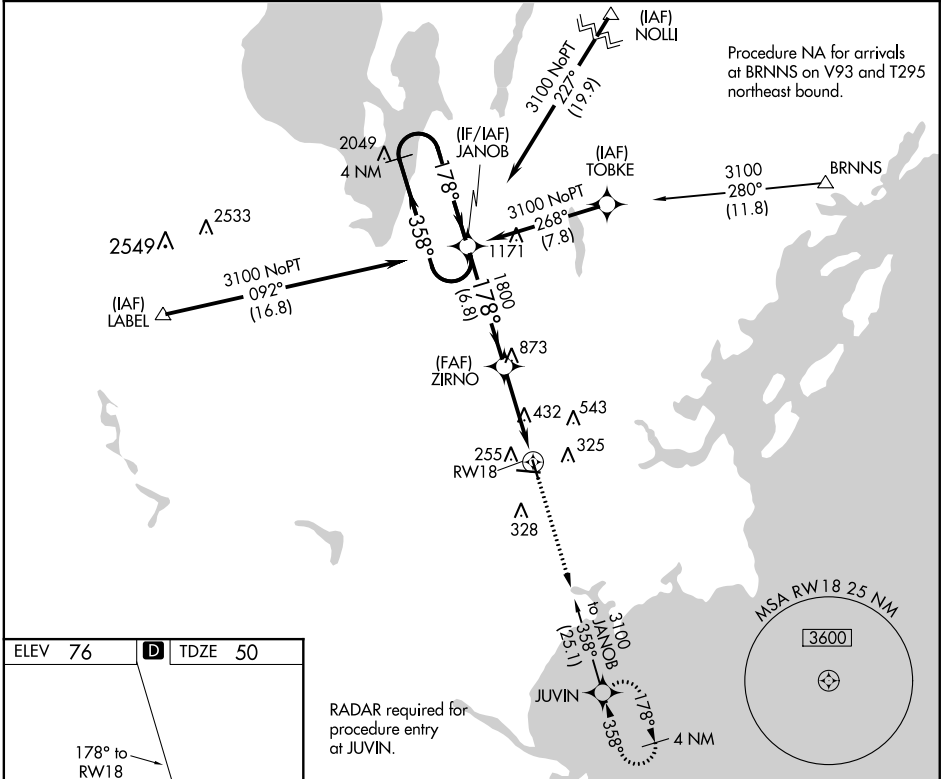 (IAF)
NOLLI
3100 NoPT
227°
(19.9)
Procedure NA for arrivals
at BRNNS on V93 and T295
northeast bound.
2049
4 NM
178°
358°
(IF/IAF)
JANOB
(IAF)
TOBKE
3100 NoPT
268°
(7.8)
3100
280°
(11.8)
BRNNS
2533
2549
1171
3100 NoPT
092°
(16.8)
(IAF)
LABEL
1800
178°
(6.8)
873
(FAF)
ZIRNO
432
543
255
RW18
325
328
3100
to JANOB
358°
(25.1)
JUVIN
178°
358°
4 NM
MSA RW18 25 NM
3600
RADAR required for
procedure entry
at JUVIN.
ELEV 76 D TDZE 50
178° to
RW18